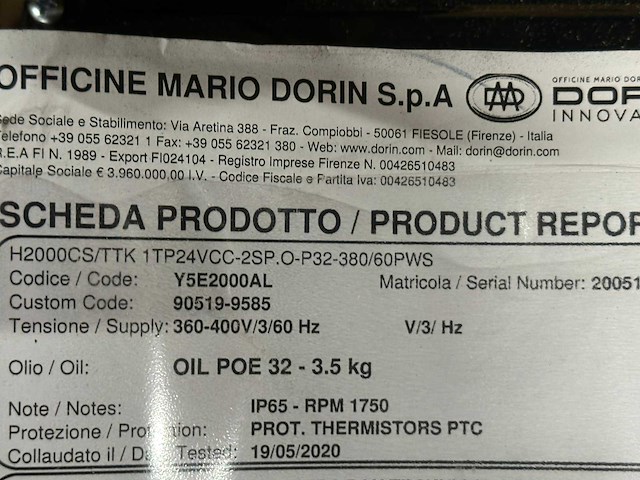 OFFICINE MARIO DORIN S.p.A
OFFICINE MARIO
INNOVA
Sede Sociale e Stabilimento: Via Aretina 388 - Fraz. Compiobbi - 50061 FIESOLE (Firenze) - Italia
Telefono +39 055 62321 1 Fax: +39 055 62321 380 - Web: www.dorin.com - Mail: dorin@dorin.com
R.E.A FI N. 1989 - Export FI024104 - Registro Imprese Firenze N. 00426510483
Capitale Sociale € 3.960.000,00 I.V. - Codice Fiscale e Partita Iva: 00426510483
SCHEDA PRODOTTO / PRODUCT REPOR
H2000CS/TTK 1TP24VCC-2SP.O-P32-380/60PWS
Codice / Code: Y5E2000AL Matricola / Serial Number: 20051
Custom Code: 90519-9585
Tensione / Supply: 360-400V/3/60 Hz V/3/ Hz
Olio / Oil: OIL POE 32 - 3.5 kg
Note / Notes: IP65 - RPM 1750
Protezione / Pro tion: PROT. THERMISTORS PTC
Collaudato il / D Tested: 19/05/2020